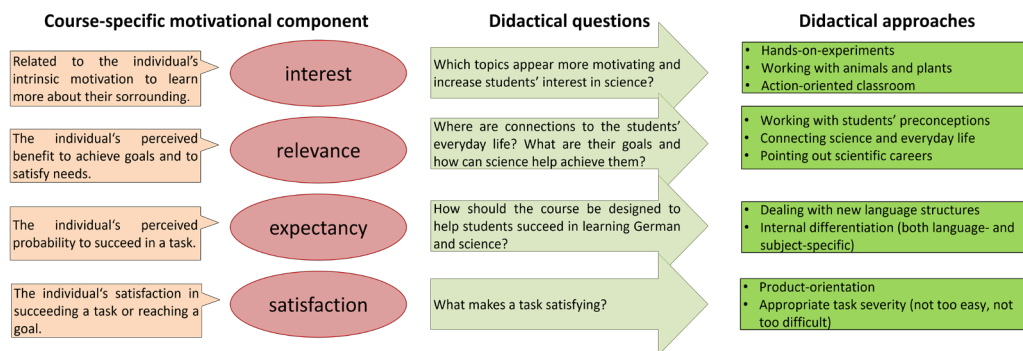 Course-specific motivational component
Didactical questions
Didactical approaches
Related to the individual's
intrinsic motivation to learn
more about their sorrounding.
interest
Which topics appear more motivating and
increase students' interest in science?
• Hands-on-experiments
• Working with animals and plants
• Action-oriented classroom
The individual's perceived
benefit to achieve goals and to
satisfy needs.
relevance
Where are connections to the students'
everyday life? What are their goals and
how can science help achieve them?
• Working with students' preconceptions
• Connecting science and everyday life
• Pointing out scientific careers
The individual's perceived
probability to succeed in a task.
expectancy
How should the course be designed to
help students succeed in learning German
and science?
• Dealing with new language structures
• Internal differentiation (both language- and
subject-specific)
The individual's satisfaction in
succeeding a task or reaching a
goal.
satisfaction
What makes a task satisfying?
• Product-orientation
• Appropriate task severity (not too easy, not
too difficult)